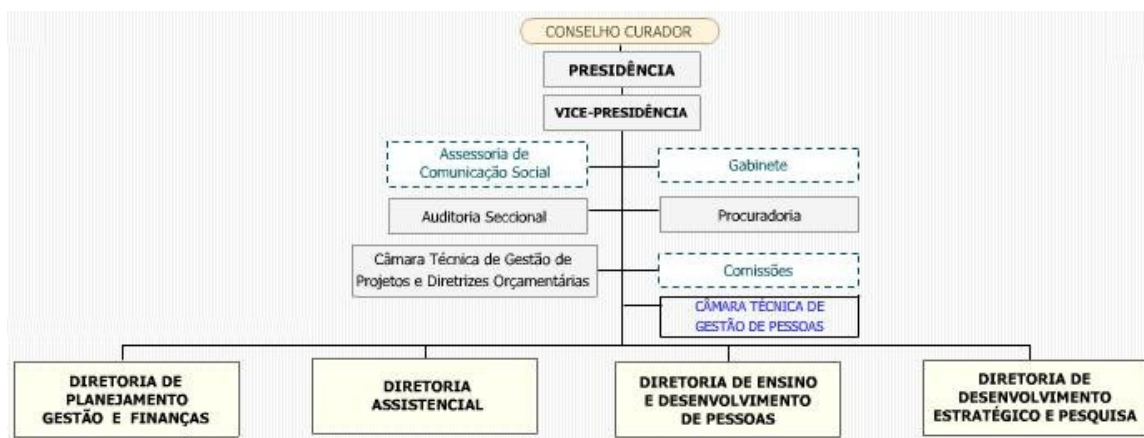 CONSELHO CURADOR
PRESIDÊNCIA
VICE-PRESIDÊNCIA
Assessoria de
Comunicação Social
Gabinete
Auditoria Seccional
Procuradoria
Câmara Técnica de Gestão de
Projetos e Diretrizes Orçamentárias
Comissões
CÂMARA TÉCNICA DE
GESTÃO DE PESSOAS
DIRETORIA DE
PLANEJAMENTO
GESTÃO E FINANÇAS
DIRETORIA
ASSISTENCIAL
DIRETORIA DE ENSINO
E DESENVOLVIMENTO
DE PESSOAS
DIRETORIA DE
DESENVOLVIMENTO
ESTRATÉGICO E PESQUISA